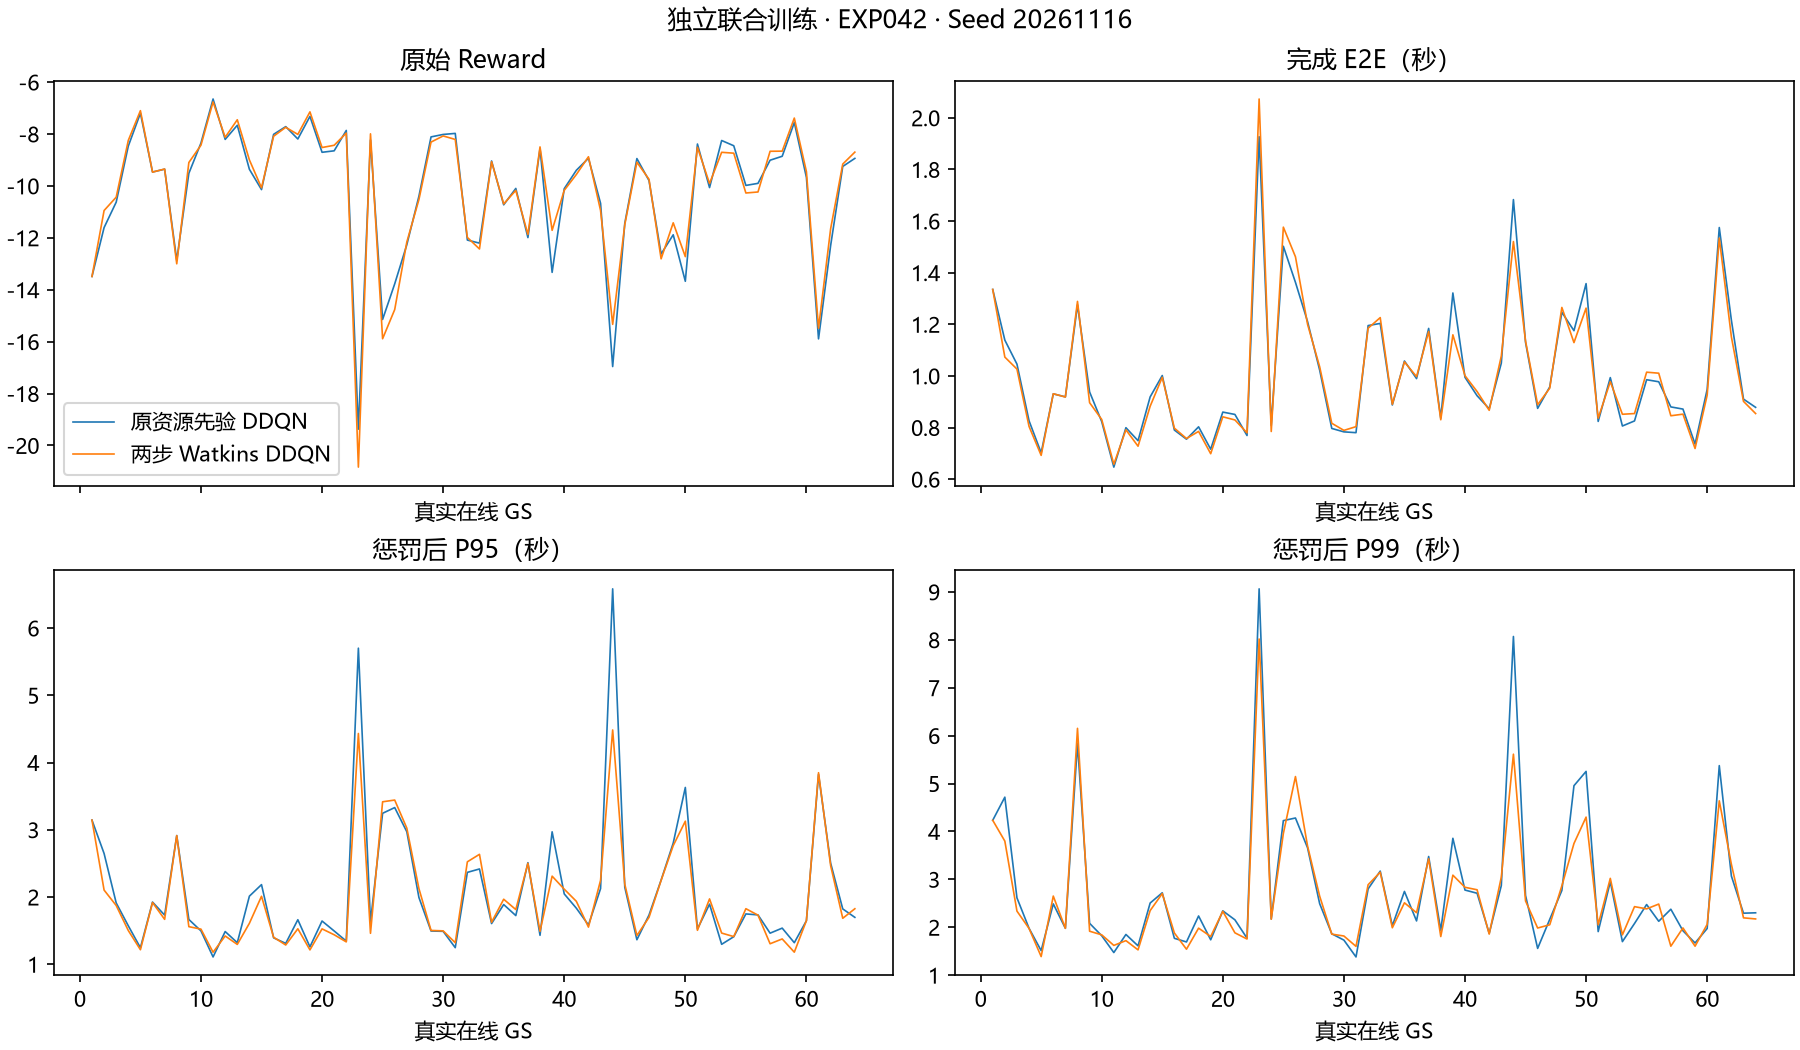 独立联合训练 · EXP042 · Seed 20261116
原始 Reward
-6
-8
-10
-12
-14
-16
-18
-20
原资源先验 DDQN
两步 Watkins DDQN
真实在线 GS
完成 E2E（秒）
2.0
1.8
1.6
1.4
1.2
1.0
0.8
0.6
真实在线 GS
惩罚后 P95（秒）
6
5
4
3
2
1
0 10 20 30 40 50 60
真实在线 GS
惩罚后 P99（秒）
9
8
7
6
5
4
3
2
1
0 10 20 30 40 50 60
真实在线 GS